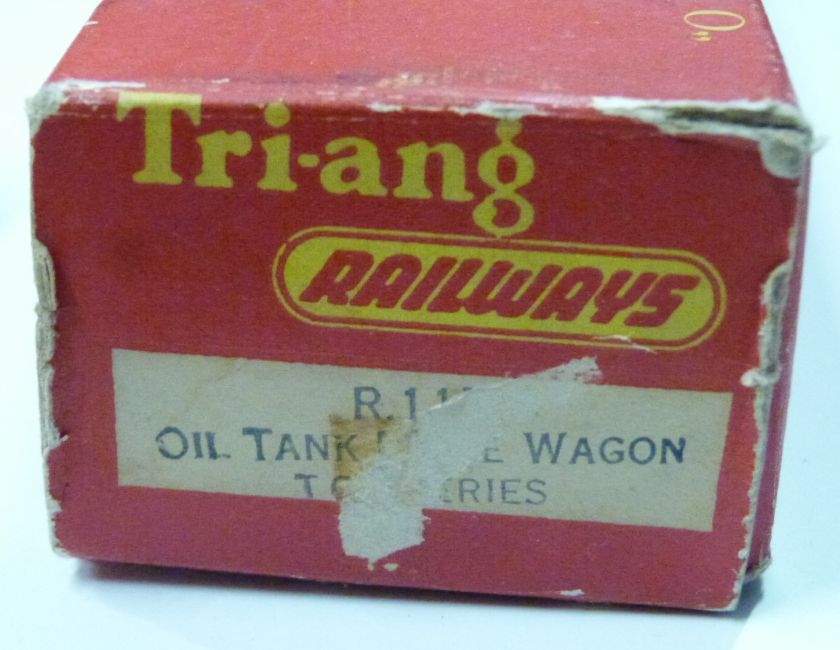 O"
Tri-ang
RAILWAYS
OIL TANK WAGON